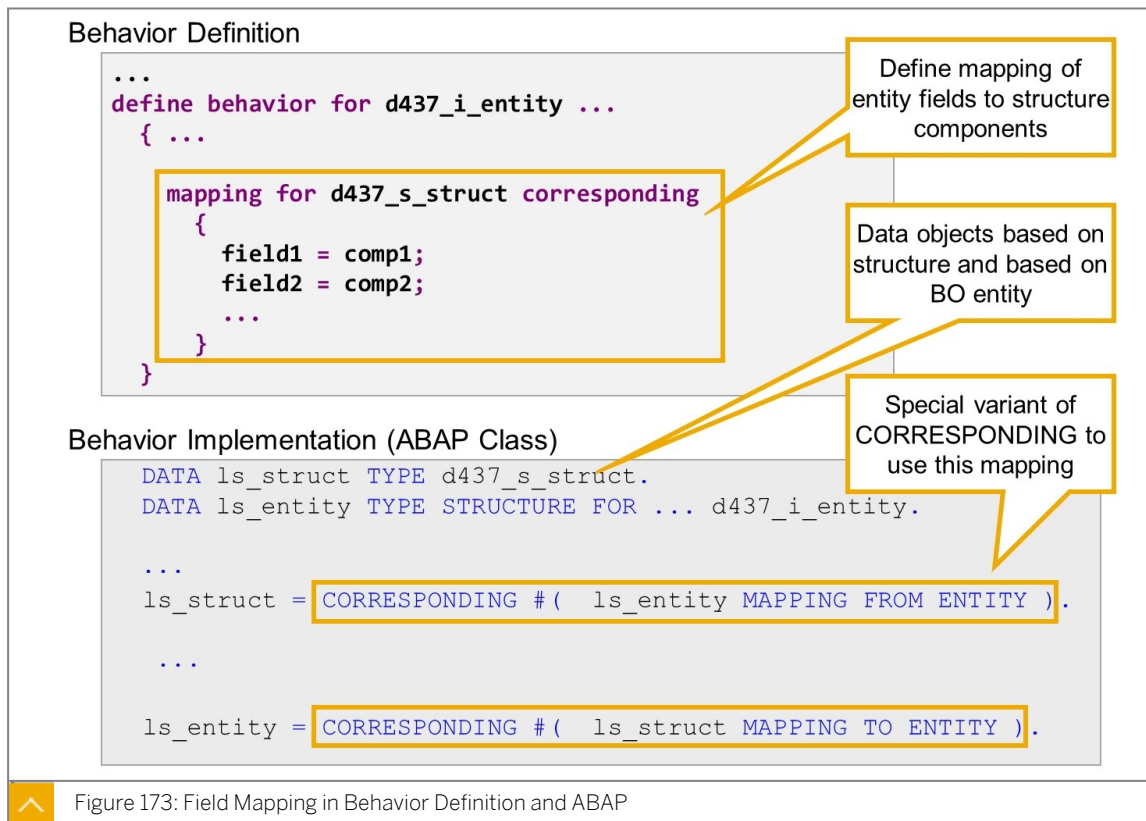 Behavior Definition
...
define behavior for d437_i_entity ...
{ ...
mapping for d437_s_struct corresponding
{
field1 = comp1;
field2 = comp2;
...
}
}
Define mapping of
entity fields to structure
components
Data objects based on
structure and based on
BO entity
Special variant of
CORRESPONDING to
use this mapping
Behavior Implementation (ABAP Class)
DATA ls_struct TYPE d437_s_struct.
DATA ls_entity TYPE STRUCTURE FOR ... d437_i_entity.
...
ls_struct = CORRESPONDING #( ls_entity MAPPING FROM ENTITY ).
...
ls_entity = CORRESPONDING #( ls_struct MAPPING TO ENTITY ).
Figure 173: Field Mapping in Behavior Definition and ABAP